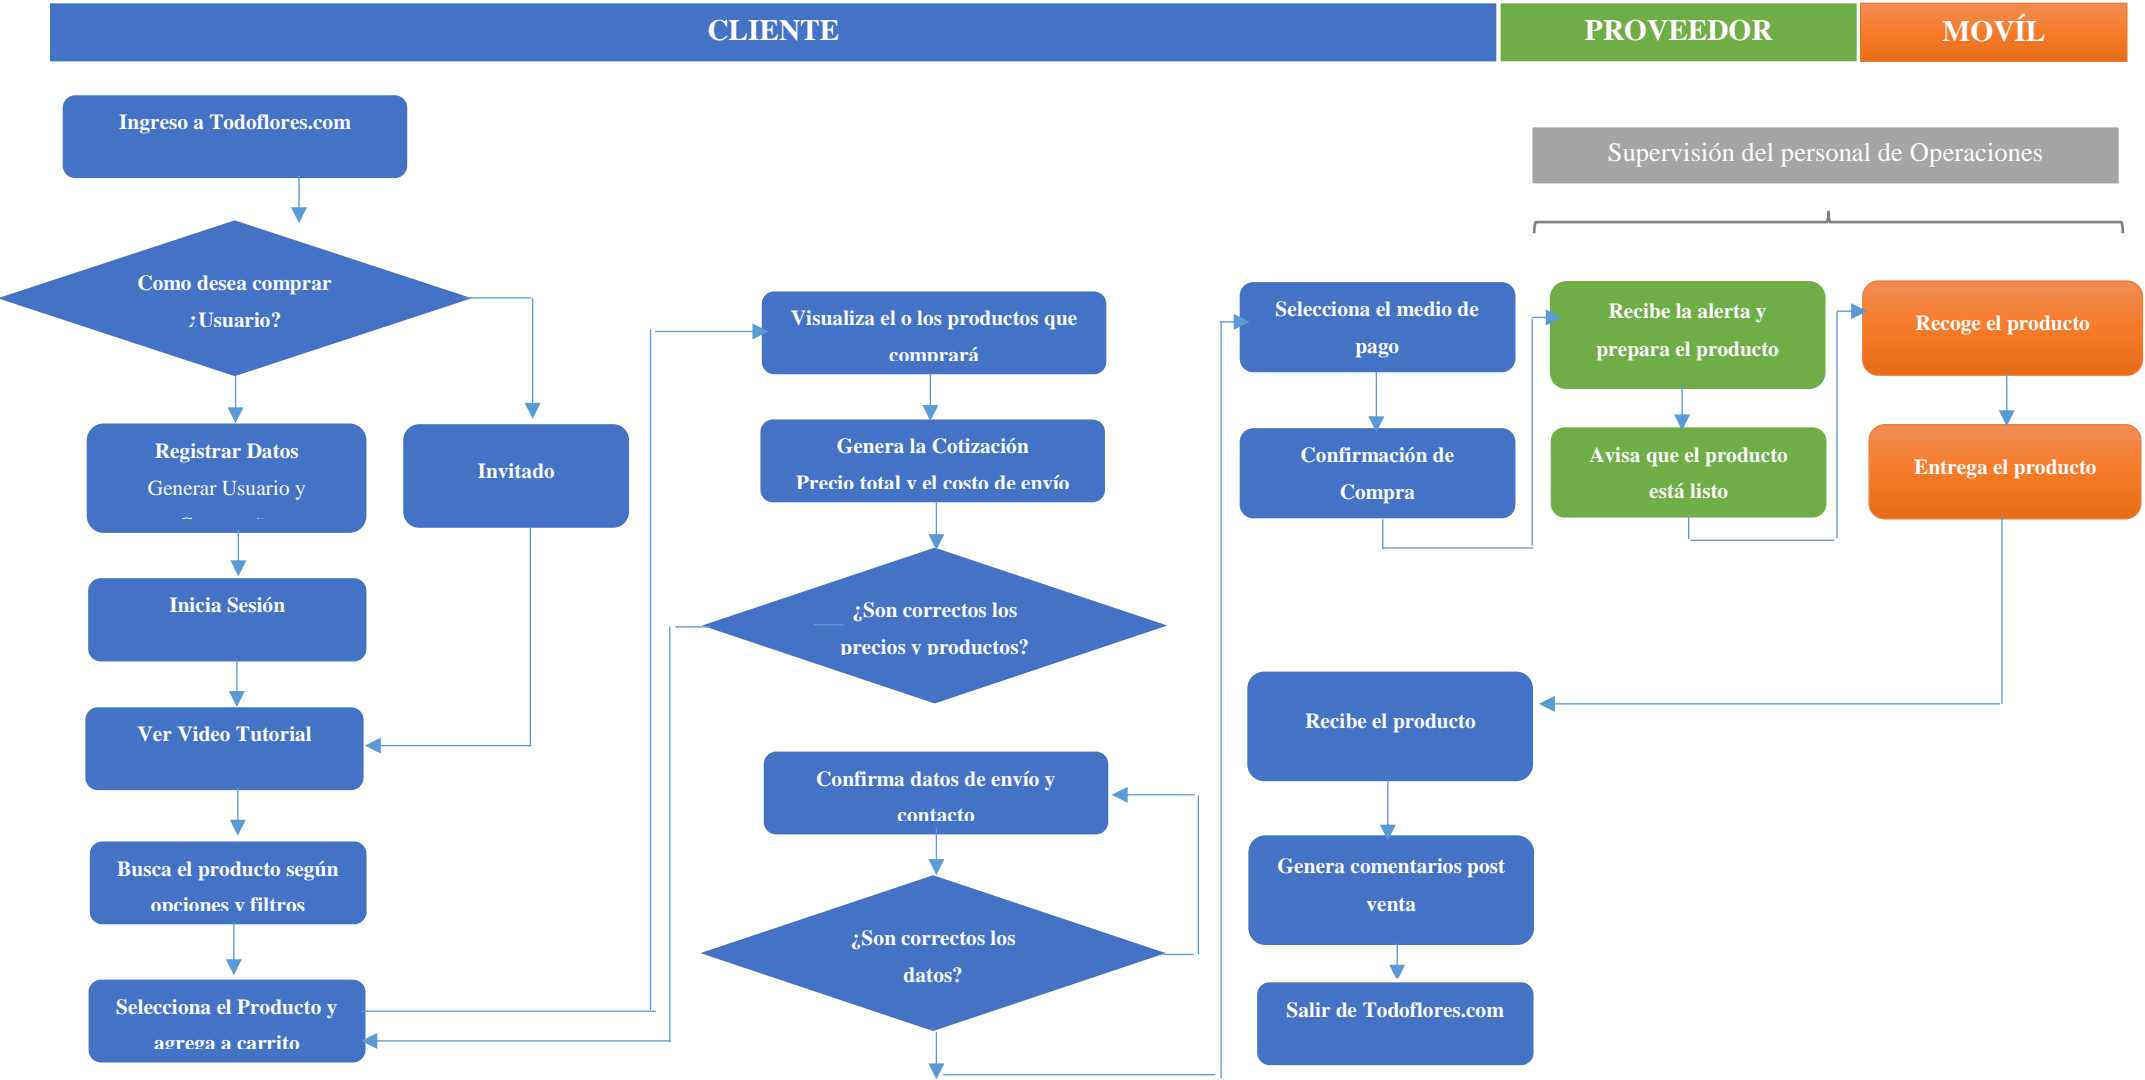 CLIENTE
PROVEEDOR
MOVÍL
Ingreso a Todoflores.com
Supervisión del personal de Operaciones
Como desea comprar
¿Usuario?
Registrar Datos
Generar Usuario y
Invitado
Inicia Sesión
Ver Video Tutorial
Busca el producto según
opciones y filtros
Selecciona el Producto y
agrega a carrito
Visualiza el o los productos que
comprará
Genera la Cotización
Precio total y el costo de envío
¿Son correctos los
precios y productos?
Confirma datos de envío y
contacto
¿Son correctos los
datos?
Selecciona el medio de
pago
Confirmación de
Compra
Recibe la alerta y
prepara el producto
Avisa que el producto
está listo
Recoge el producto
Entrega el producto
Recibe el producto
Genera comentarios post
venta
Salir de Todoflores.com